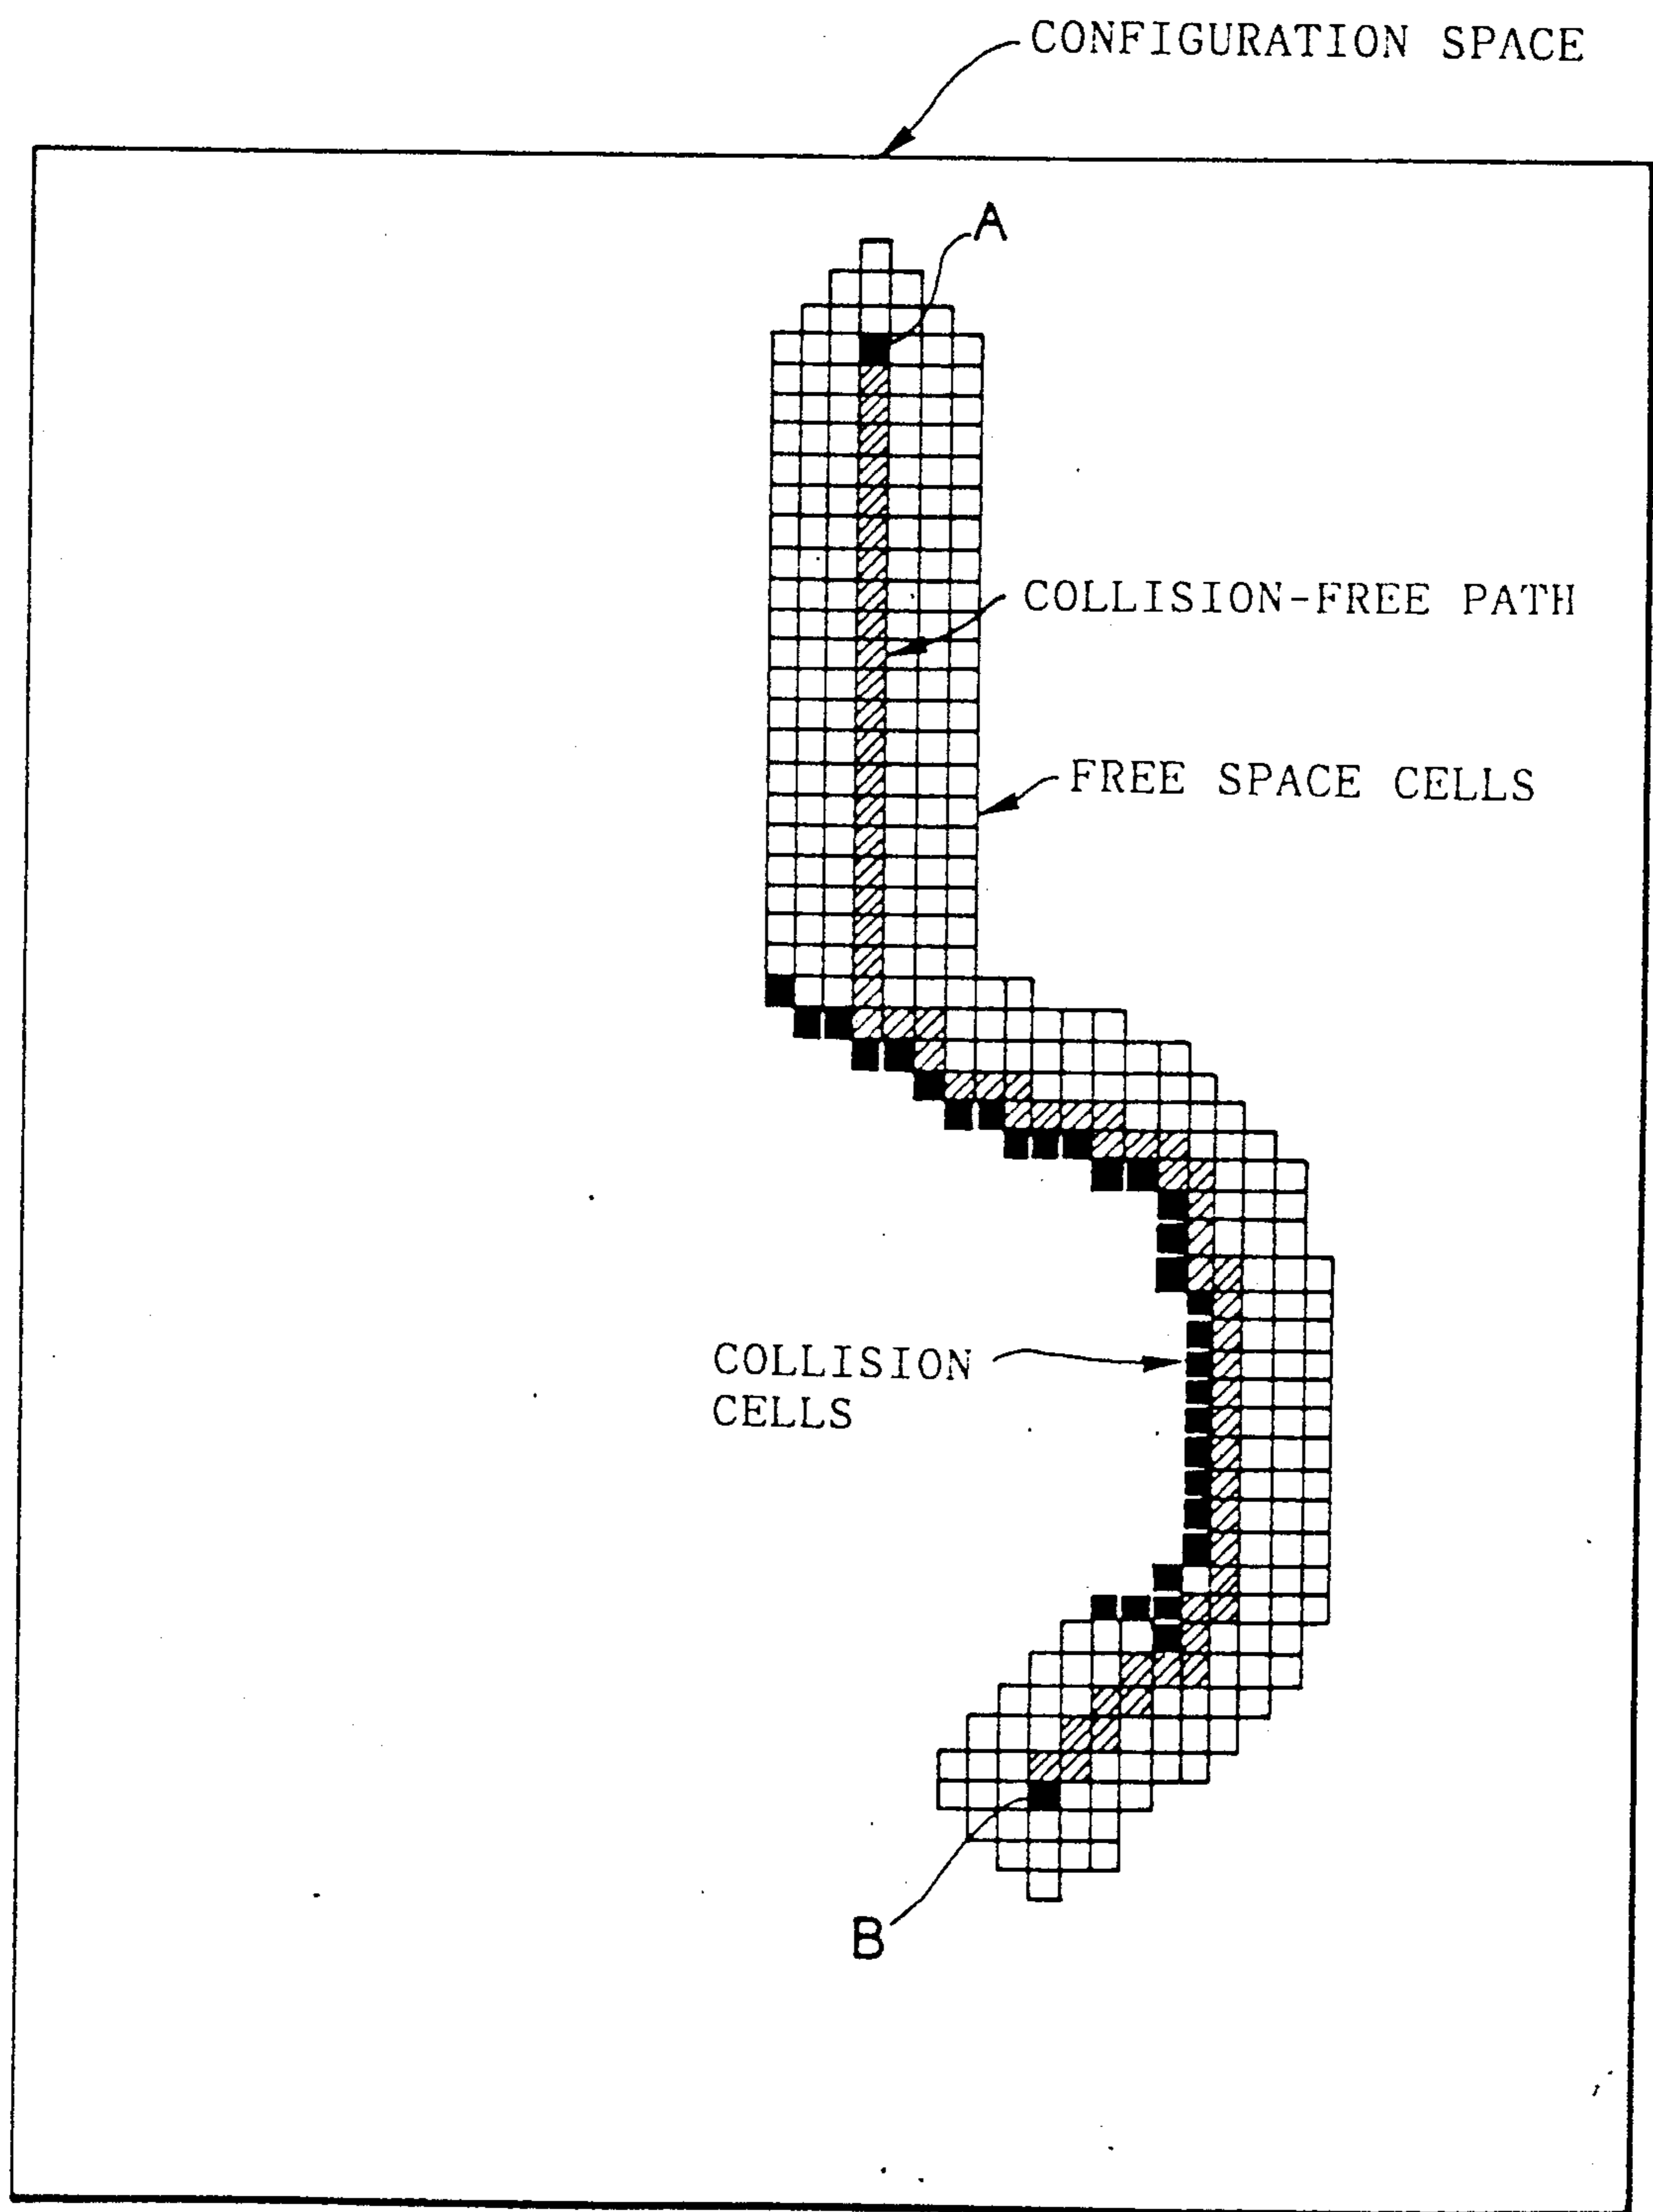 CONFIGURATION SPACE
A
COLLISION-FREE PATH
FREE SPACE CELLS
COLLISION
CELLS
B